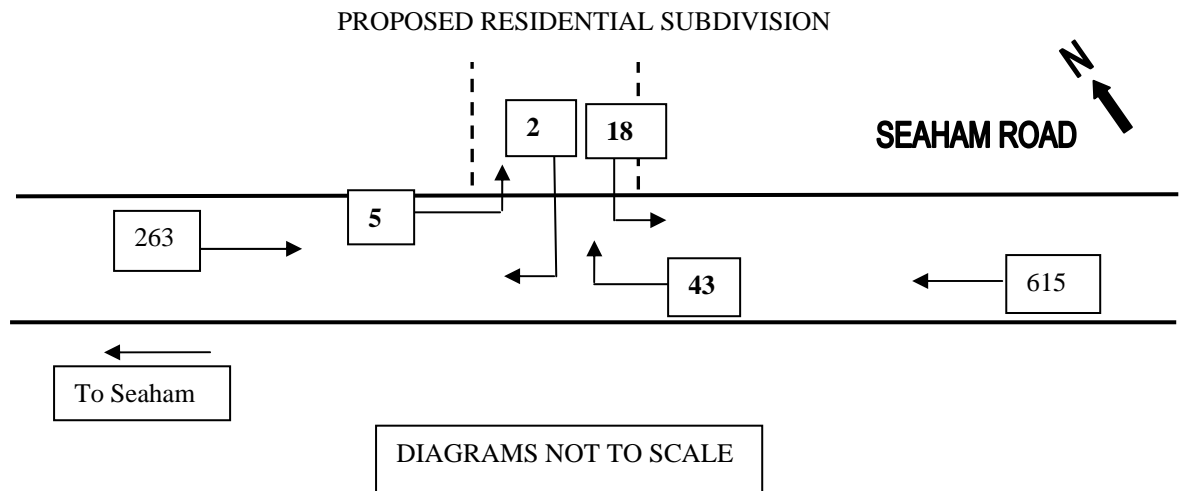 PROPOSED RESIDENTIAL SUBDIVISION
N
2
18
SEAHAM ROAD
5
263
43
615
To Seaham
DIAGRAMS NOT TO SCALE